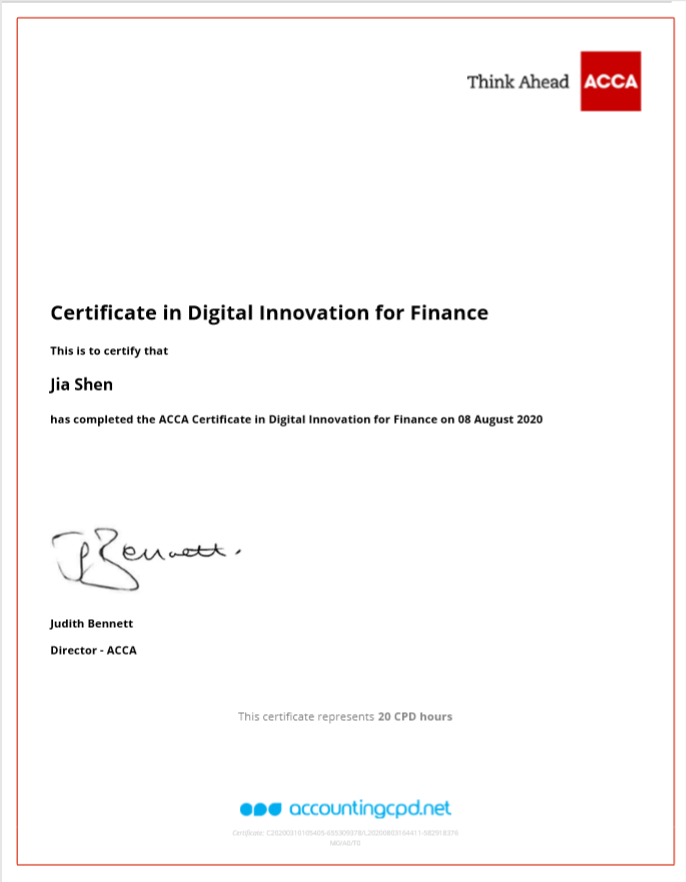 Think Ahead ACCA
Certificate in Digital Innovation for Finance
This is to certify that
Jia Shen
has completed the ACCA Certificate in Digital Innovation for Finance on 08 August 2020
JBennett.
Judith Bennett
Director - ACCA
This certificate represents 20 CPD hours
accountingcpd.net
Certificate: